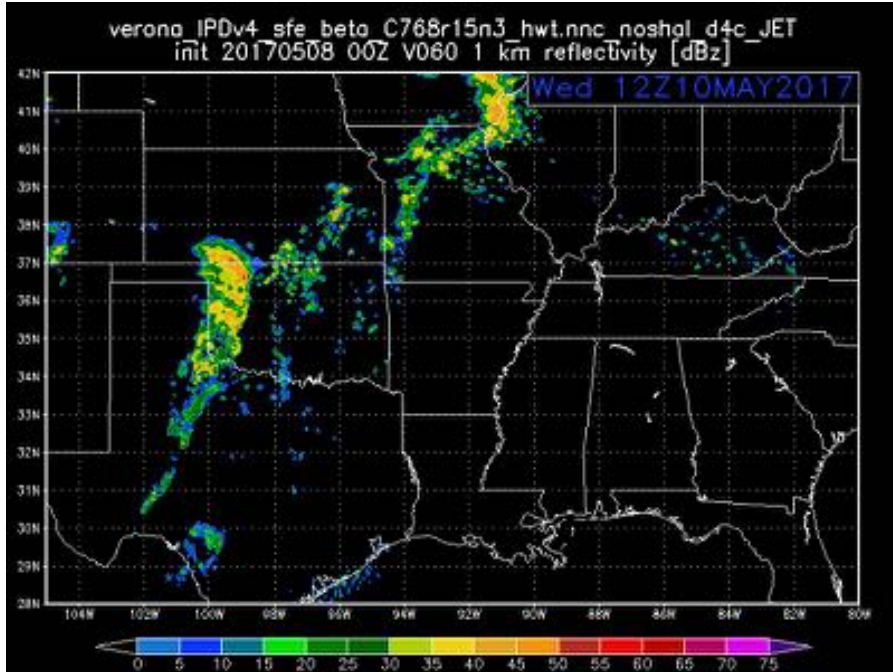 verona_IPDv4_sfe_beta_C768r15n3_hwt.nnc_noshal_d4c_JET
init 20170508 00Z V060 1 km reflectivity [dBz]
Wed 12Z10MAY2017
42N
41N
40N
39N
38N
37N
36N
35N
34N
33N
32N
31N
30N
29N
28N
104W 102W 100W 98W 96W 94W 92W 90W 88W 86W 84W 82W 80W
0 5 10 15 20 25 30 35 40 45 50 55 60 65 70 75